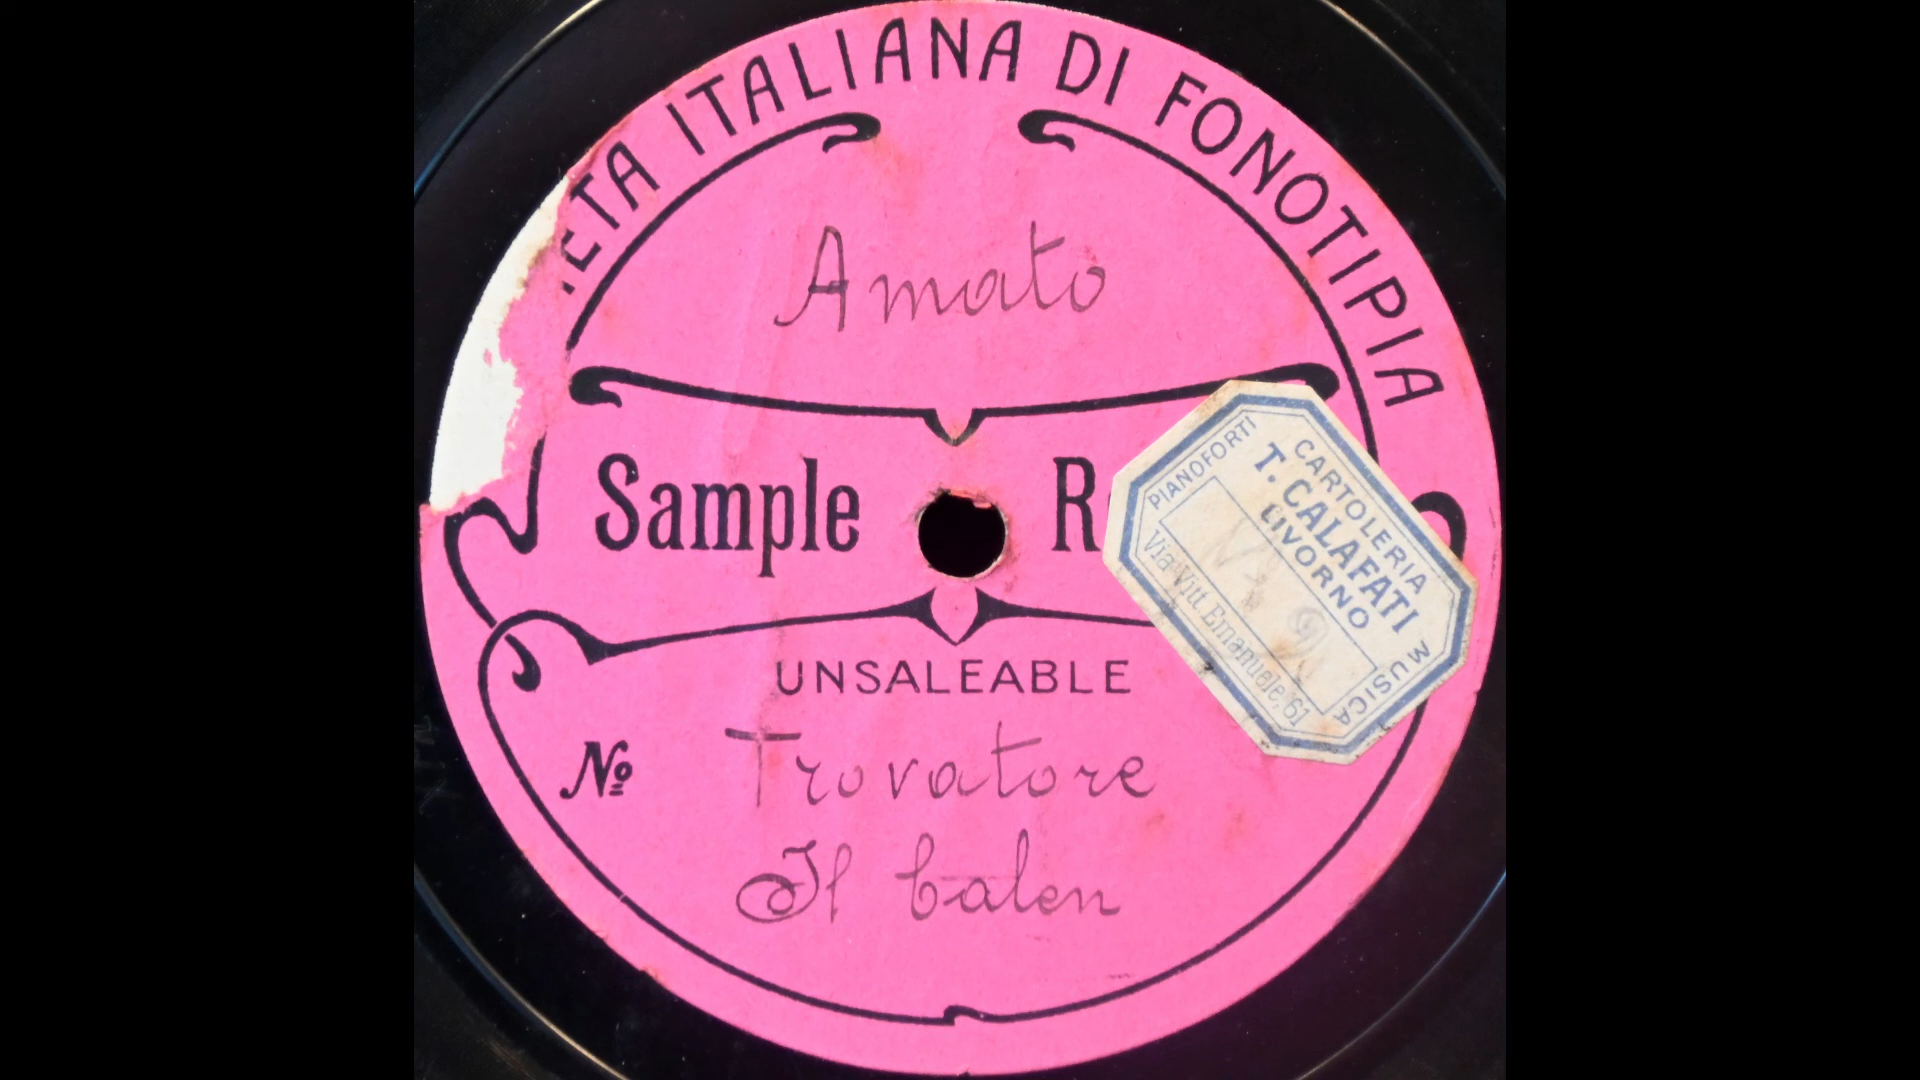 IETA ITALIANA DI FONOTIPIA
Amato
Sample R
UNSALEABLE
Nº Trovatore
Il balen
PIANOFORTI
CARTOLERIA
T. CALAFATI
LIVORNO
MUSICA
Via Vitt. Emanuele, 61